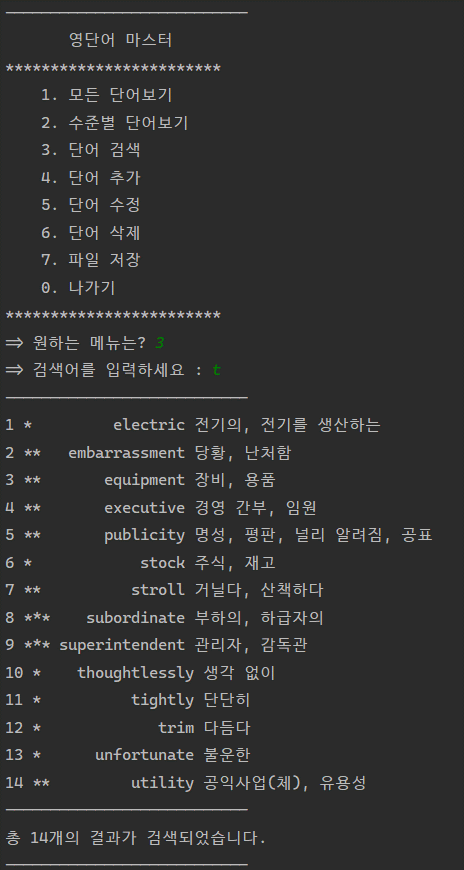 영단어 마스터
************************
1. 모든 단어보기
2. 수준별 단어보기
3. 단어 검색
4. 단어 추가
5. 단어 수정
6. 단어 삭제
7. 파일 저장
0. 나가기
************************
=> 원하는 메뉴는? 3
=> 검색어를 입력하세요 : t
1 * electric 전기의, 전기를 생산하는
2 ** embarrassment 당황, 난처함
3 ** equipment 장비, 용품
4 ** executive 경영 간부, 임원
5 ** publicity 명성, 평판, 널리 알려짐, 공표
6 * stock 주식, 재고
7 ** stroll 거닐다, 산책하다
8 *** subordinate 부하의, 하급자의
9 *** superintendent 관리자, 감독관
10 * thoughtlessly 생각 없이
11 * tightly 단단히
12 * trim 다듬다
13 * unfortunate 불운한
14 ** utility 공익사업(체), 유용성
총 14개의 결과가 검색되었습니다.